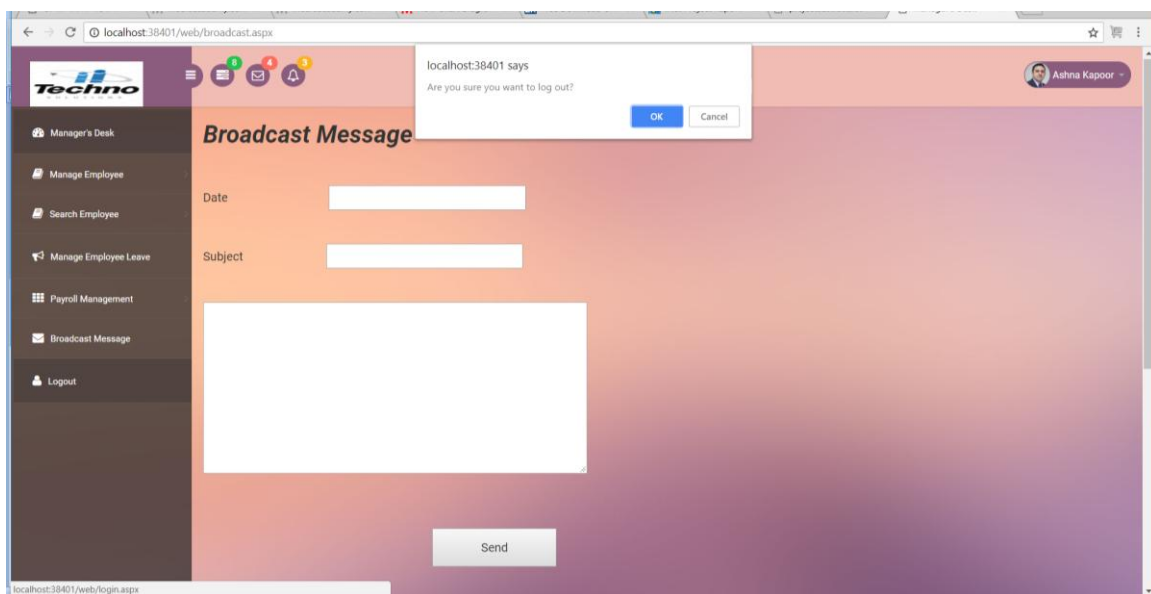 localhost:38401/web/broadcast.aspx
localhost:38401 says
Are you sure you want to log out?
OK Cancel
Techno
SOLUTIONS
8 4 3
Ashna Kapoor
Manager's Desk
Manage Employee
Search Employee
Manage Employee Leave
Payroll Management
Broadcast Message
Logout
Broadcast Message
Date
Subject
Send
localhost:38401/web/login.aspx